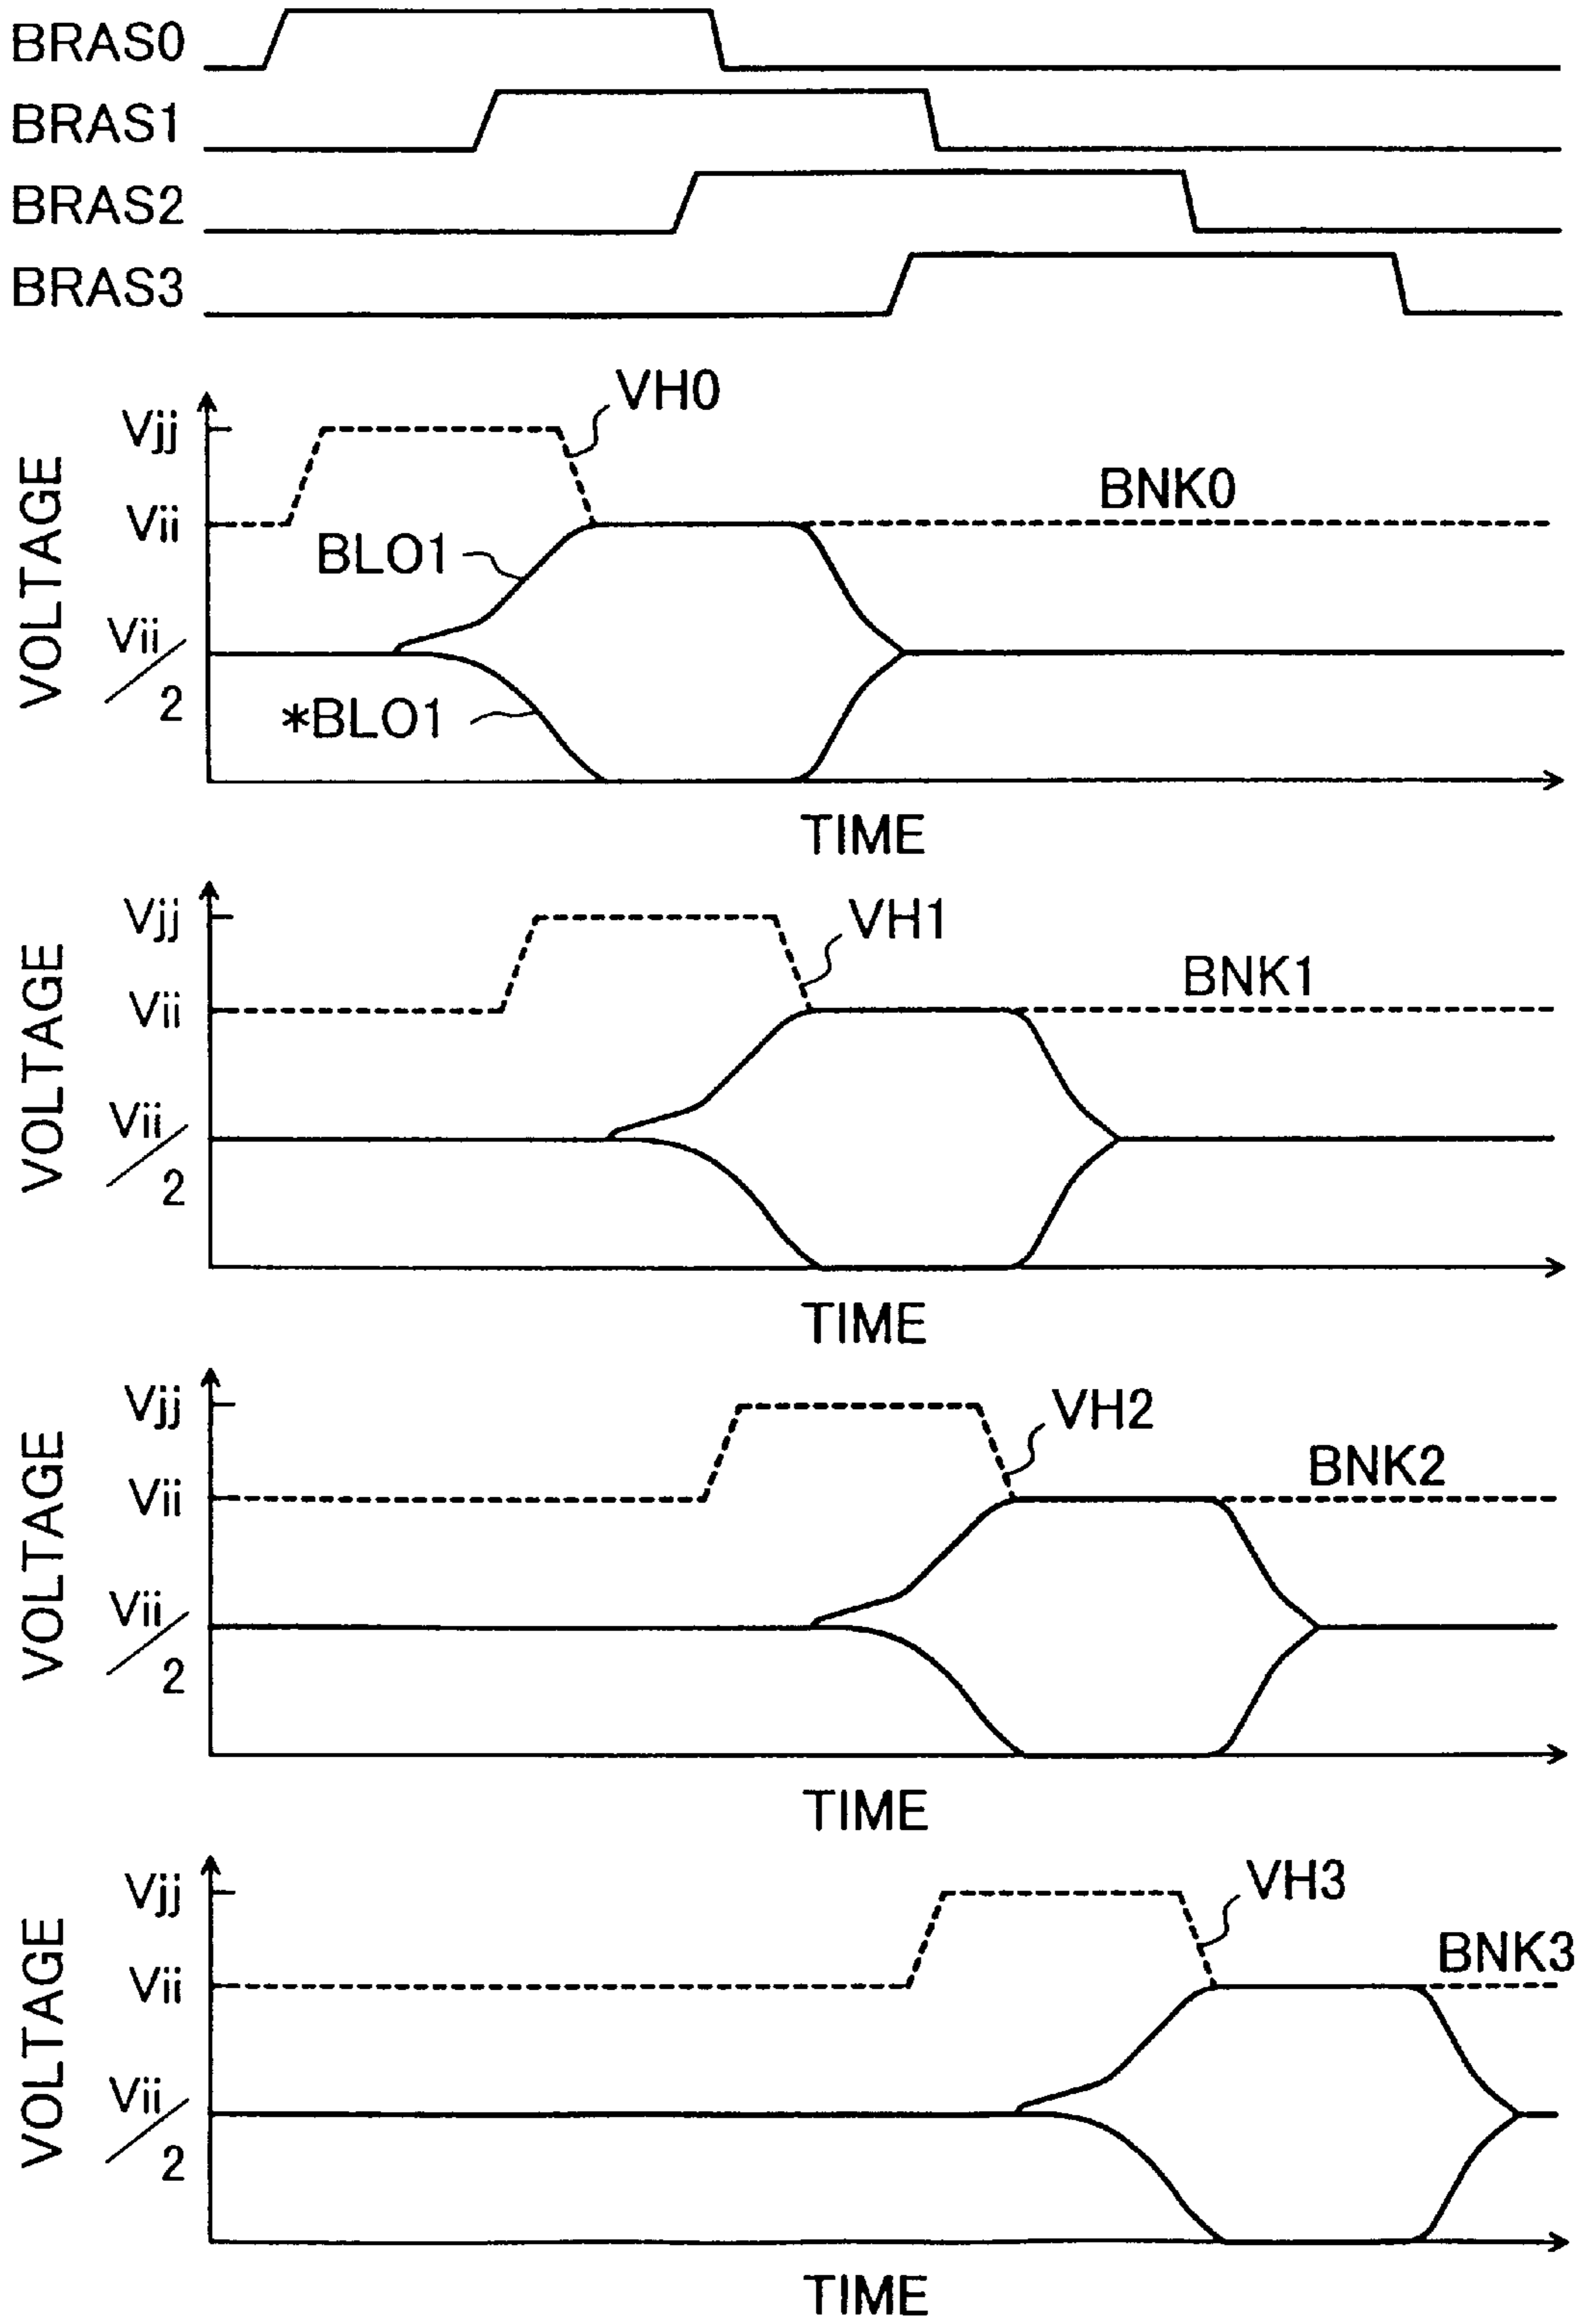 BRAS0
BRAS1
BRAS2
BRAS3
VH0
Vjj
Vii
BNK0
BLO1
Vii/2
*BLO1
VOLTAGE
TIME
VH1
Vjj
Vii
BNK1
Vii/2
VOLTAGE
TIME
VH2
Vjj
Vii
BNK2
Vii/2
VOLTAGE
TIME
VH3
Vjj
Vii
BNK3
Vii/2
VOLTAGE
TIME